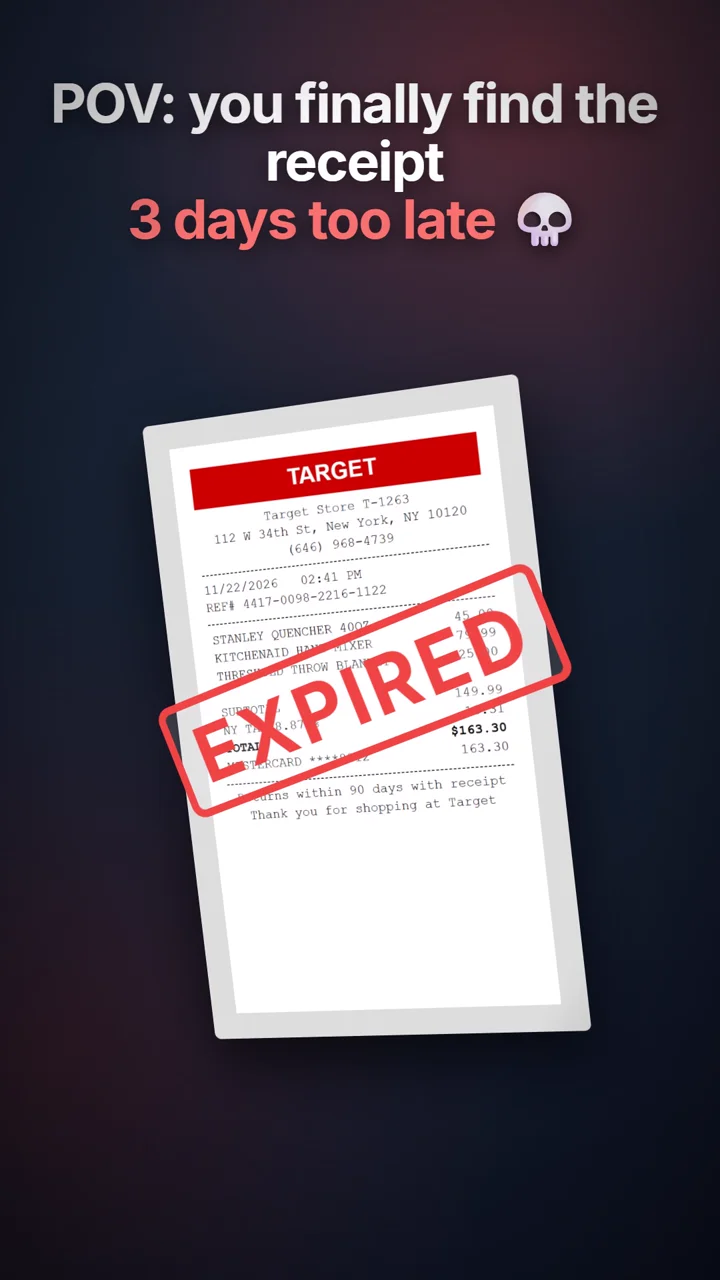 POV: you finally find the
receipt
3 days too late 💀
TARGET
Target Store T-1263
112 W 34th St, New York, NY 10120
(646) 968-4739
11/22/2026 02:41 PM
REF# 4417-0098-2216-1122
STANLEY QUENCHER 40OZ
KITCHENAID MIXER
THROW
EXPIRED
149.99
NY
$163.30
163.30
within 90 days with receipt
Thank you for shopping at Target